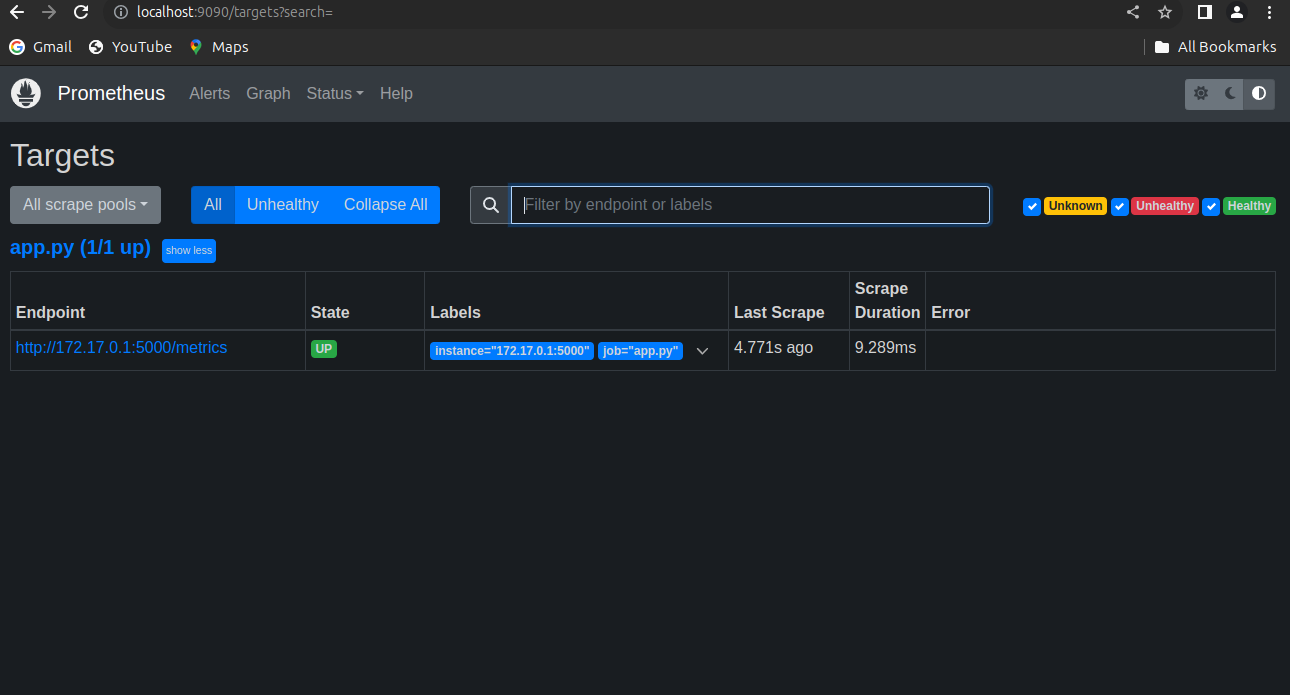 localhost:9090/targets?search=
Gmail YouTube Maps All Bookmarks
Prometheus Alerts Graph Status Help
Targets
All scrape pools All Unhealthy Collapse All Filter by endpoint or labels Unknown Unhealthy Healthy
app.py (1/1 up) show less
Endpoint State Labels Last Scrape Scrape Duration Error
http://172.17.0.1:5000/metrics UP instance="172.17.0.1:5000" job="app.py" 4.771s ago 9.289ms